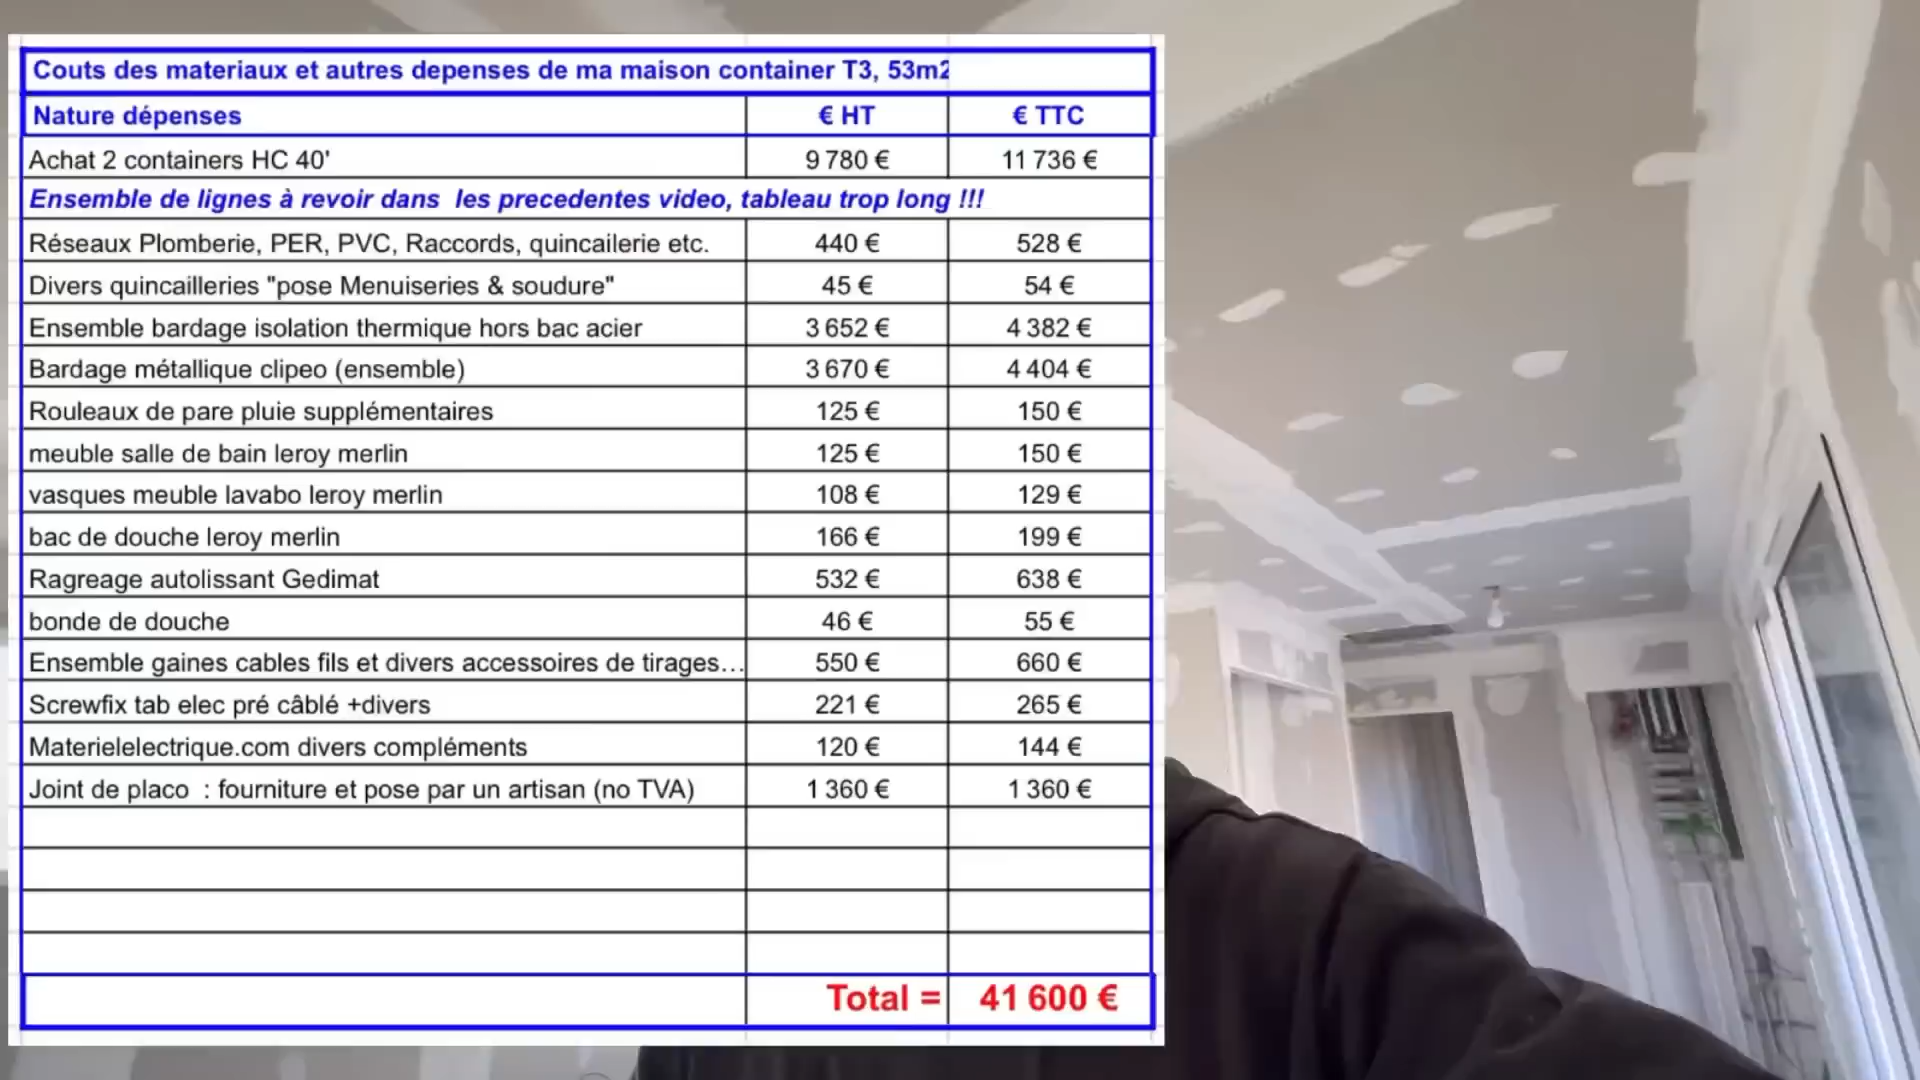 Couts des materiaux et autres depenses de ma maison container T3, 53m2
Nature dépenses € HT € TTC
Achat 2 containers HC 40' 9 780 € 11 736 €
Ensemble de lignes à revoir dans les precedentes video, tableau trop long !!!
Réseaux Plomberie, PER, PVC, Raccords, quincailerie etc. 440 € 528 €
Divers quincailleries "pose Menuiseries & soudure" 45 € 54 €
Ensemble bardage isolation thermique hors bac acier 3 652 € 4 382 €
Bardage métallique clipeo (ensemble) 3 670 € 4 404 €
Rouleaux de pare pluie supplémentaires 125 € 150 €
meuble salle de bain leroy merlin 125 € 150 €
vasques meuble lavabo leroy merlin 108 € 129 €
bac de douche leroy merlin 166 € 199 €
Ragreage autolissant Gedimat 532 € 638 €
bonde de douche 46 € 55 €
Ensemble gaines cables fils et divers accessoires de tirages… 550 € 660 €
Screwfix tab elec pré câblé +divers 221 € 265 €
Materielelectrique.com divers compléments 120 € 144 €
Joint de placo : fourniture et pose par un artisan (no TVA) 1 360 € 1 360 €
Total = 41 600 €